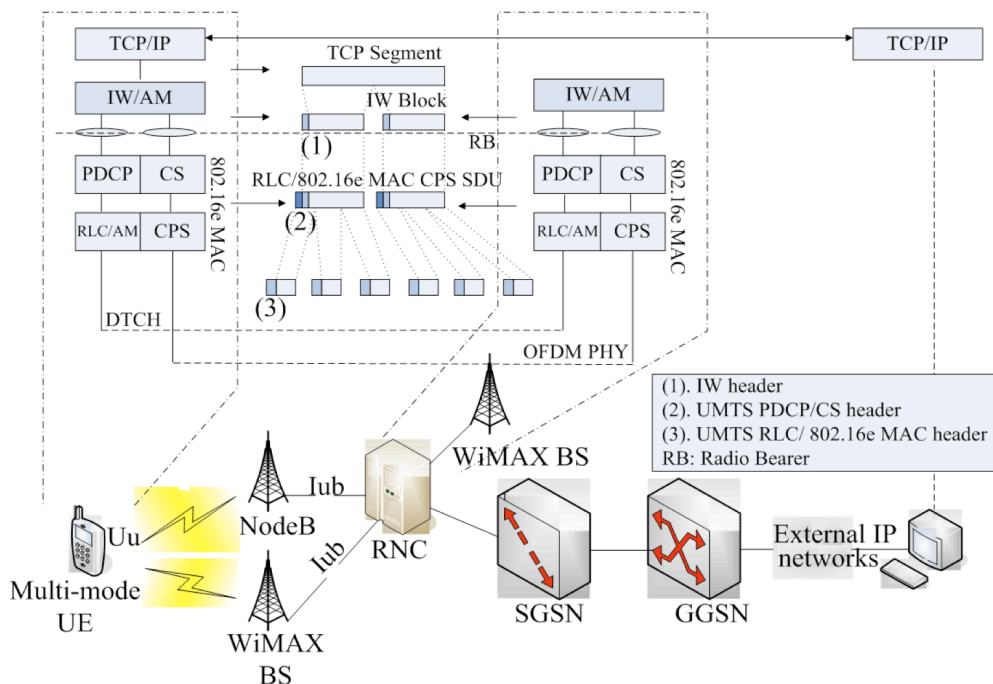 TCP/IP
TCP/IP
TCP Segment
IW/AM
IW Block
IW/AM
(1)
RB
PDCP
CS
802.16e MAC
RLC/802.16e MAC CPS SDU
PDCP
CS
802.16e MAC
(2)
RLC/AM
CPS
RLC/AM
CPS
(3)
DTCH
OFDM PHY
(1). IW header
(2). UMTS PDCP/CS header
(3). UMTS RLC/ 802.16e MAC header
RB: Radio Bearer
WiMAX BS
Uu
NodeB
Iub
Iub
RNC
External IP
networks
Multi-mode
UE
WiMAX
BS
SGSN
GGSN